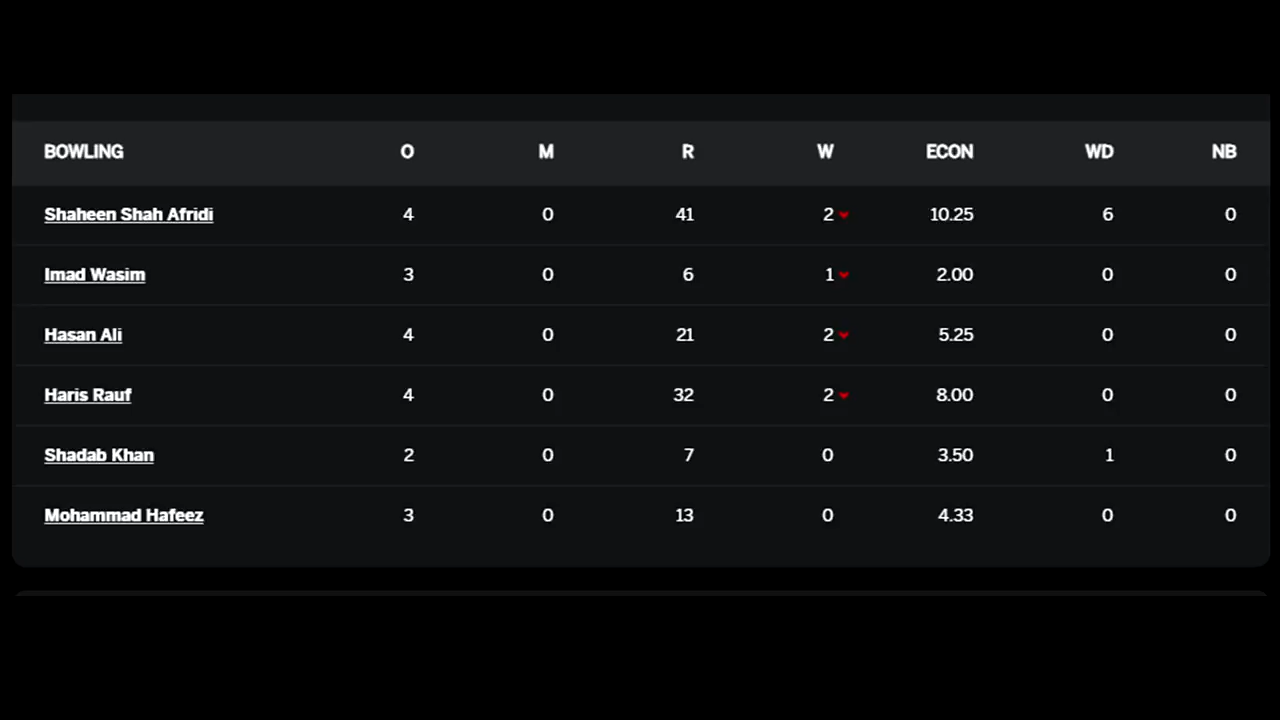 BOWLING O M R W ECON WD NB
Shaheen Shah Afridi 4 0 41 2 10.25 6 0
Imad Wasim 3 0 6 1 2.00 0 0
Hasan Ali 4 0 21 2 5.25 0 0
Haris Rauf 4 0 32 2 8.00 0 0
Shadab Khan 2 0 7 0 3.50 1 0
Mohammad Hafeez 3 0 13 0 4.33 0 0